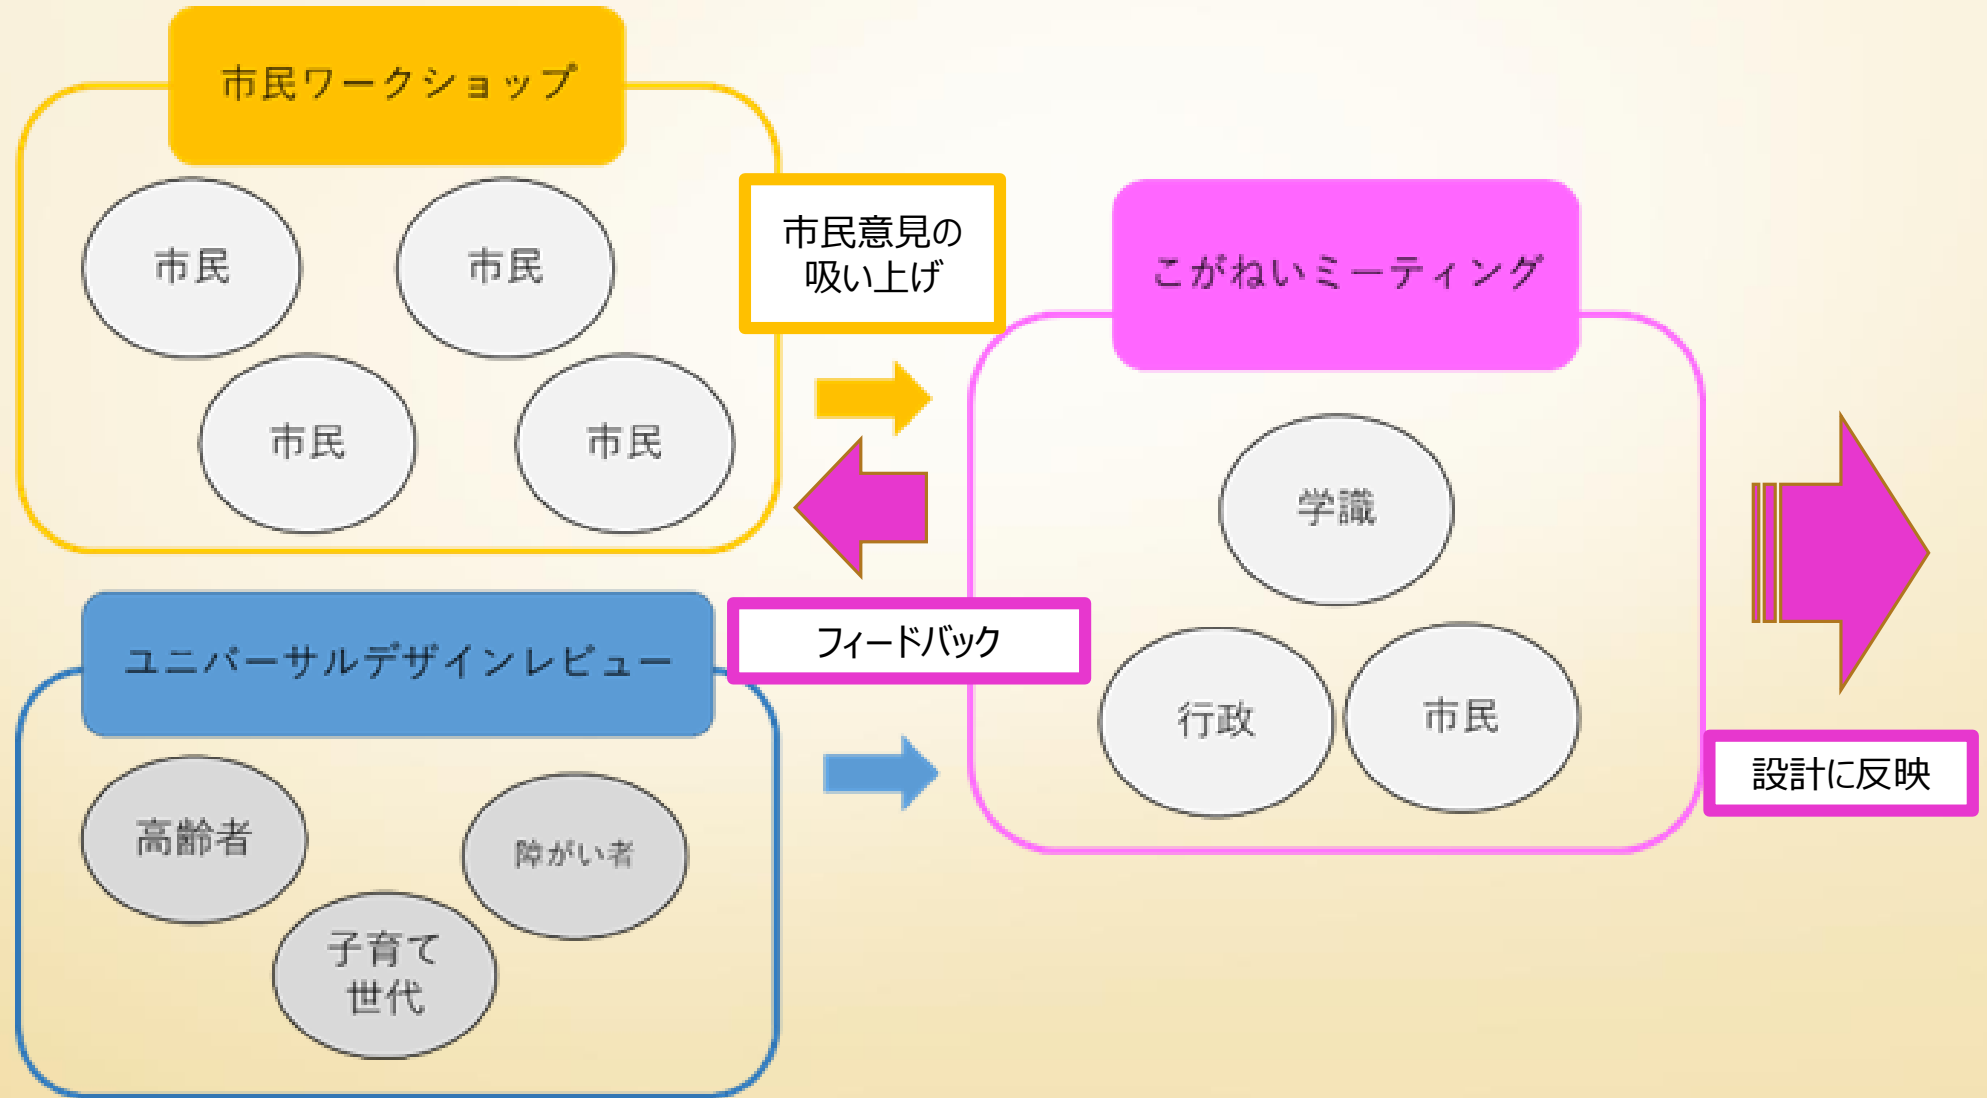 市民ワークショップ
市民
市民
市民
市民
市民意見の
吸い上げ
フィードバック
ユニバーサルデザインレビュー
高齢者
障がい者
子育て
世代
こがねいミーティング
学識
行政
市民
設計に反映